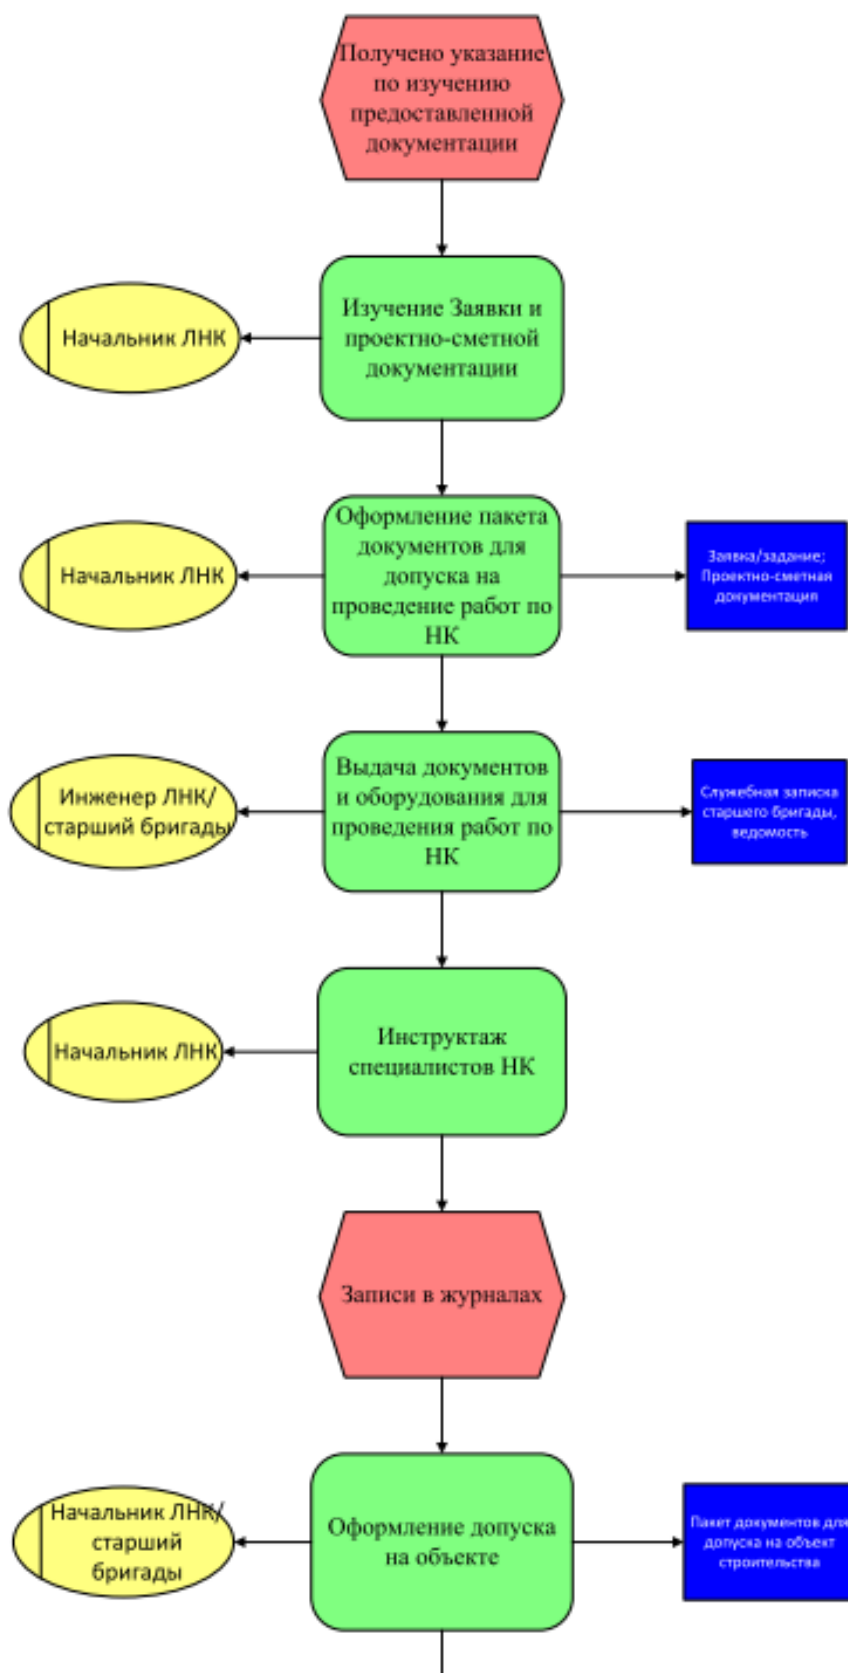 Получено указание
по изучению
предоставленной
документации
Изучение Заявки и
проектно-сметной
документации
Начальник ЛНК
Оформление пакета
документов для
допуска на
проведение работ по
НК
Начальник ЛНК
Заявка/задание;
Проектно-сметная
документация
Выдача документов
и оборудования для
проведения работ по
НК
Инженер ЛНК/
старший бригады
Служебная записка
старшего бригады,
ведомость
Инструктаж
специалистов НК
Начальник ЛНК
Записи в журналах
Оформление допуска
на объекте
Начальник ЛНК/
старший
бригады
Пакет документов для
допуска на объект
строительства